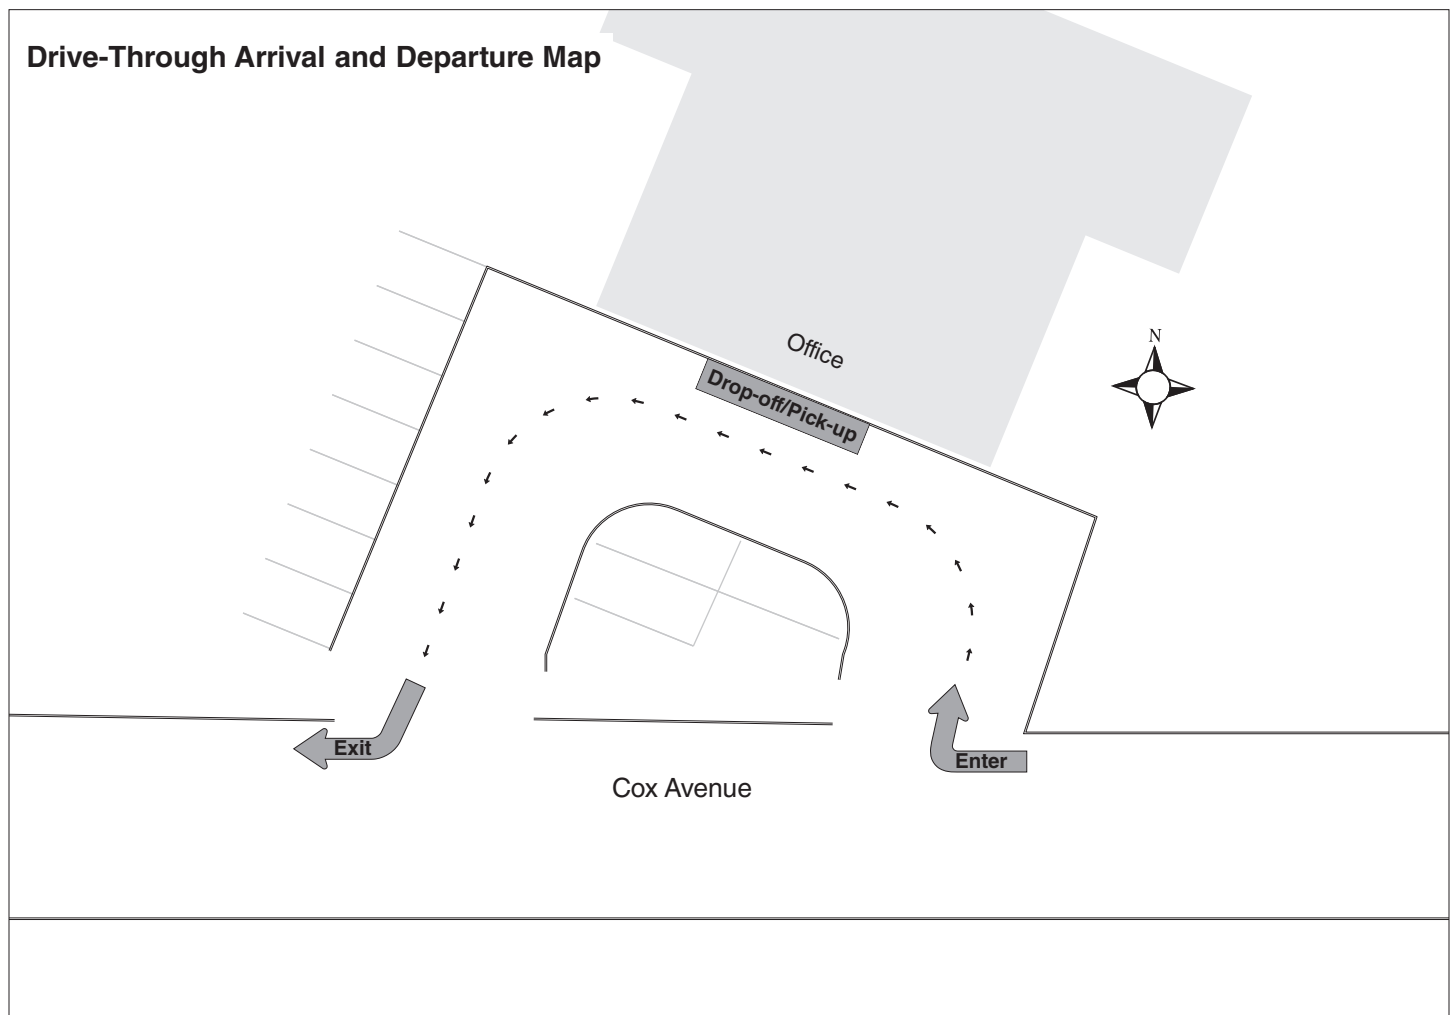 Drive-Through Arrival and Departure Map
Office
N
Drop-off/Pick-up
Exit
Enter
Cox Avenue